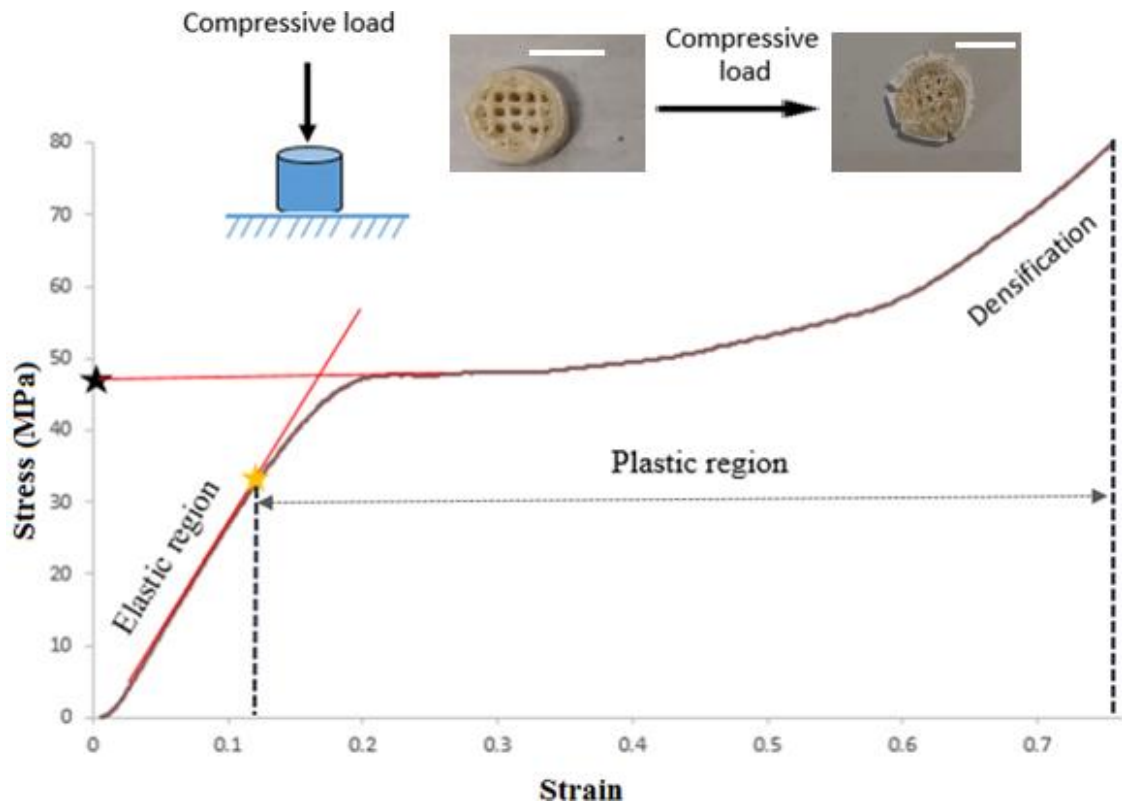 Compressive load
Compressive
load
80
70
60
50
40
30
20
10
0
Stress (MPa)
Elastic region
Plastic region
Densification
0
0.1
0.2
0.3
0.4
0.5
0.6
0.7
Strain